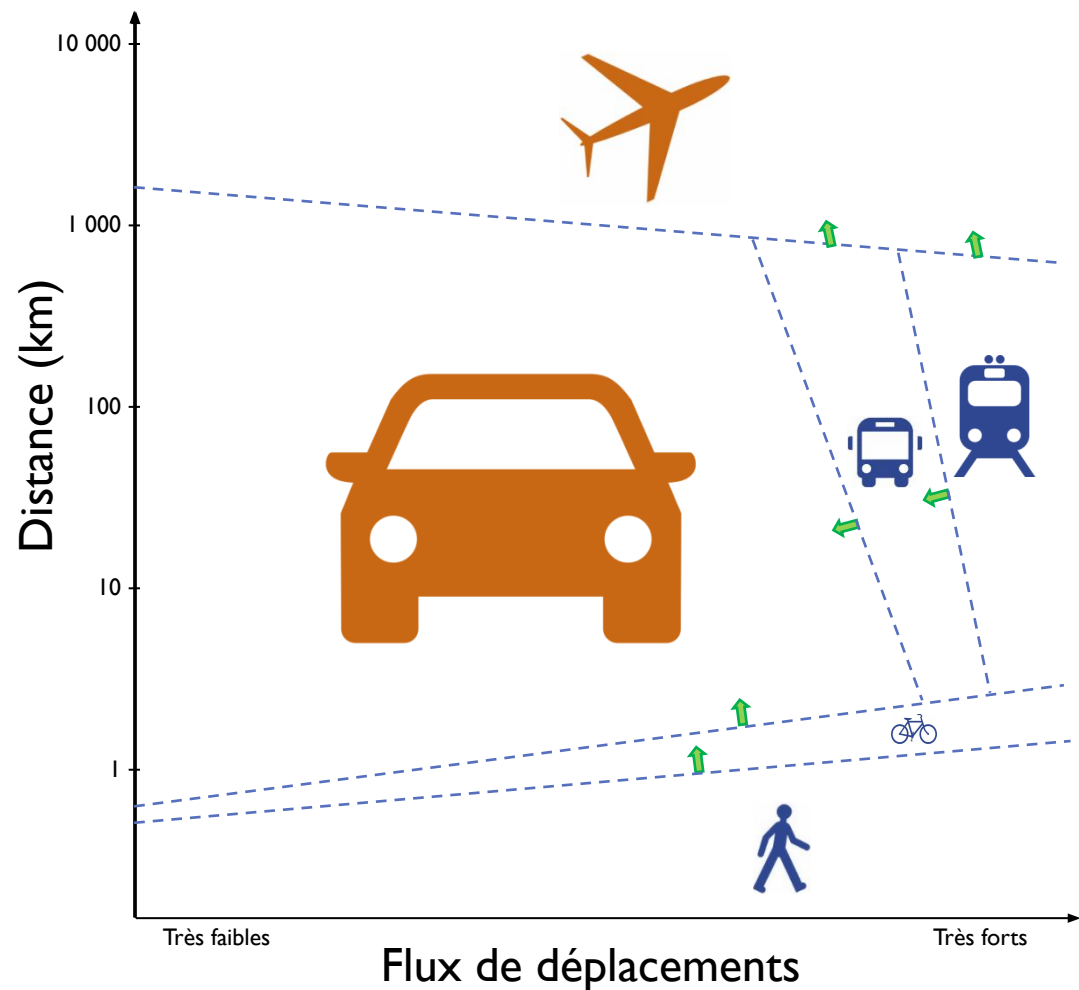 10 000
1 000
100
10
1
Distance (km)
Très faibles
Très forts
Flux de déplacements